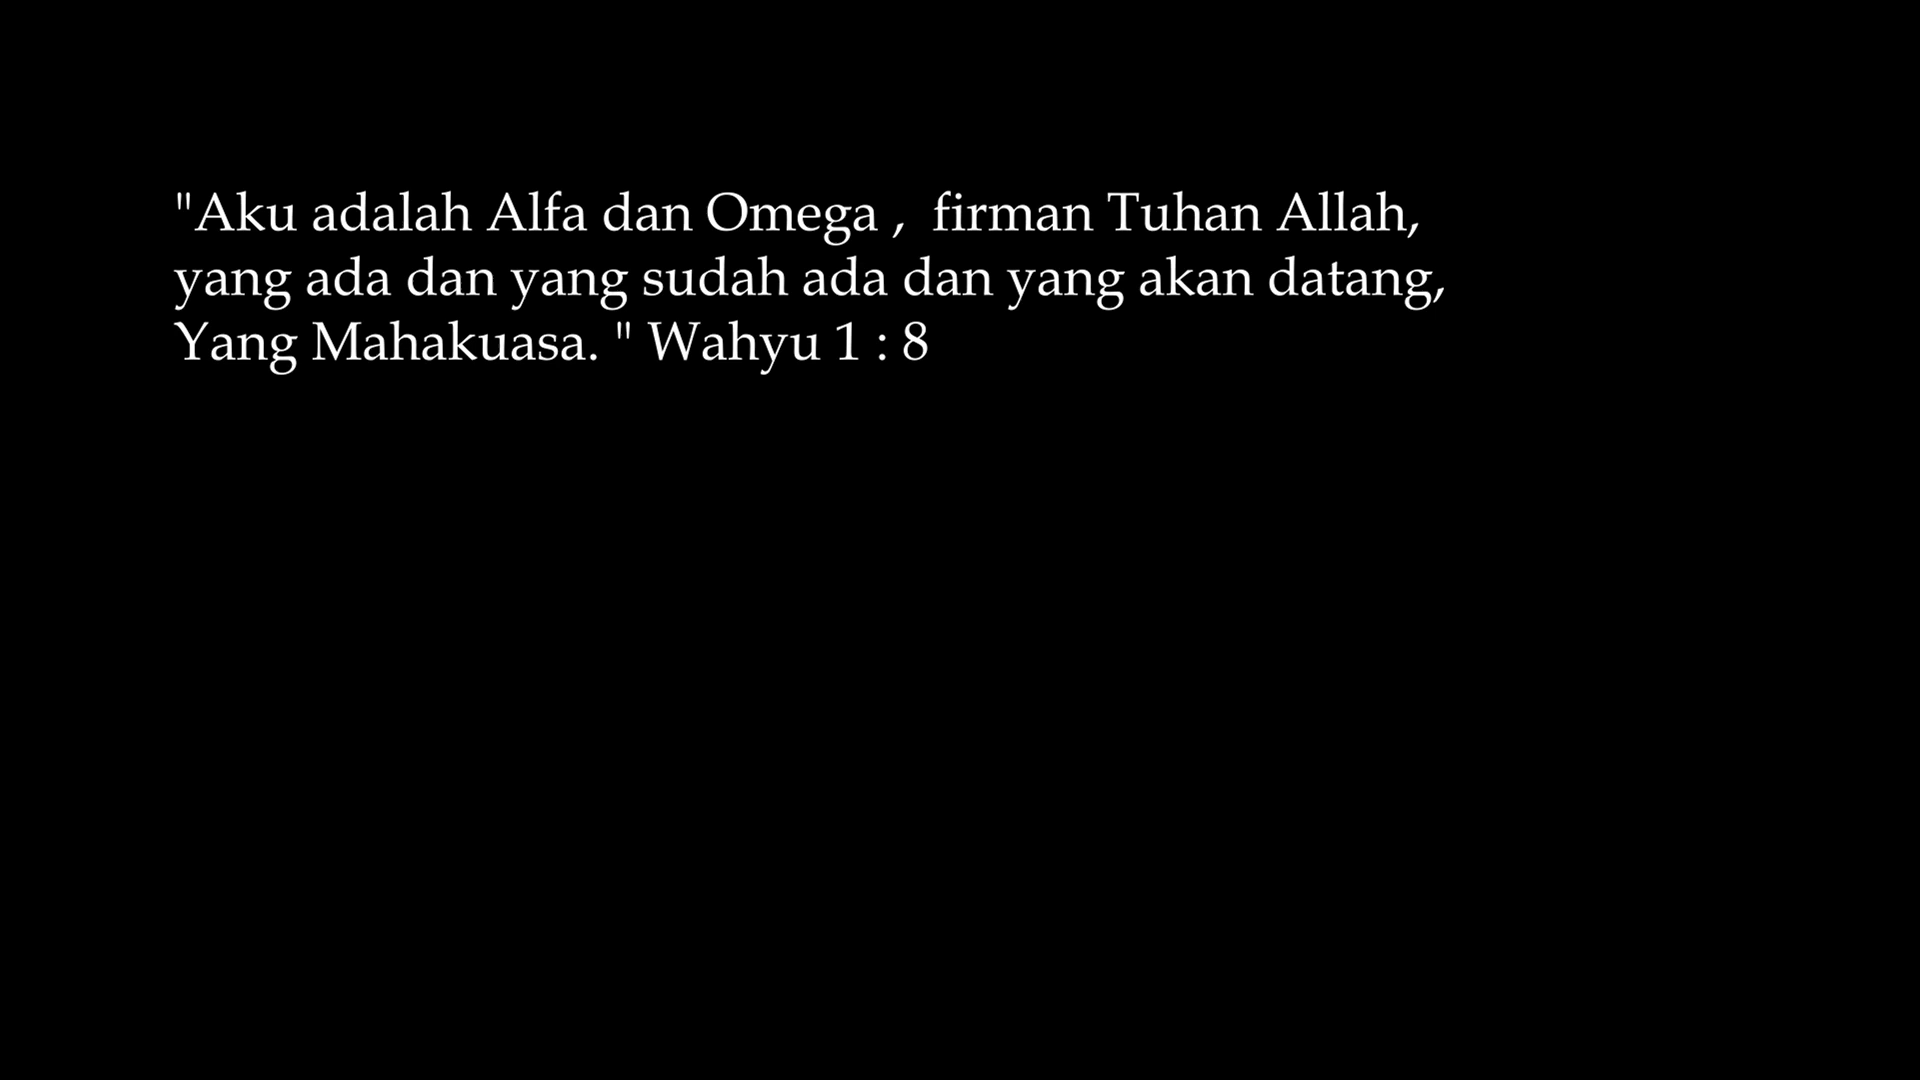 "Aku adalah Alfa dan Omega ,  firman Tuhan Allah,
yang ada dan yang sudah ada dan yang akan datang,
Yang Mahakuasa. " Wahyu 1 : 8